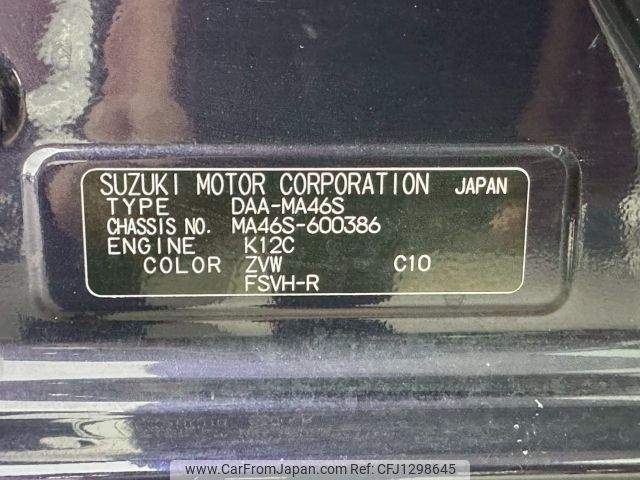 SUZUKI MOTOR CORPORATION JAPAN
TYPE DAA-MA46S
CHASSIS NO. MA46S-600386
ENGINE K12C
COLOR ZVW C10
FSVH-R
www.CarFromJapan.com - CFJ1298645